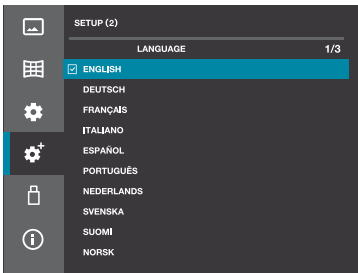 SETUP (2)
LANGUAGE 1/3
ENGLISH
DEUTSCH
FRANÇAIS
ITALIANO
ESPAÑOL
PORTUGUÊS
NEDERLANDS
SVENSKA
SUOMI
NORSK